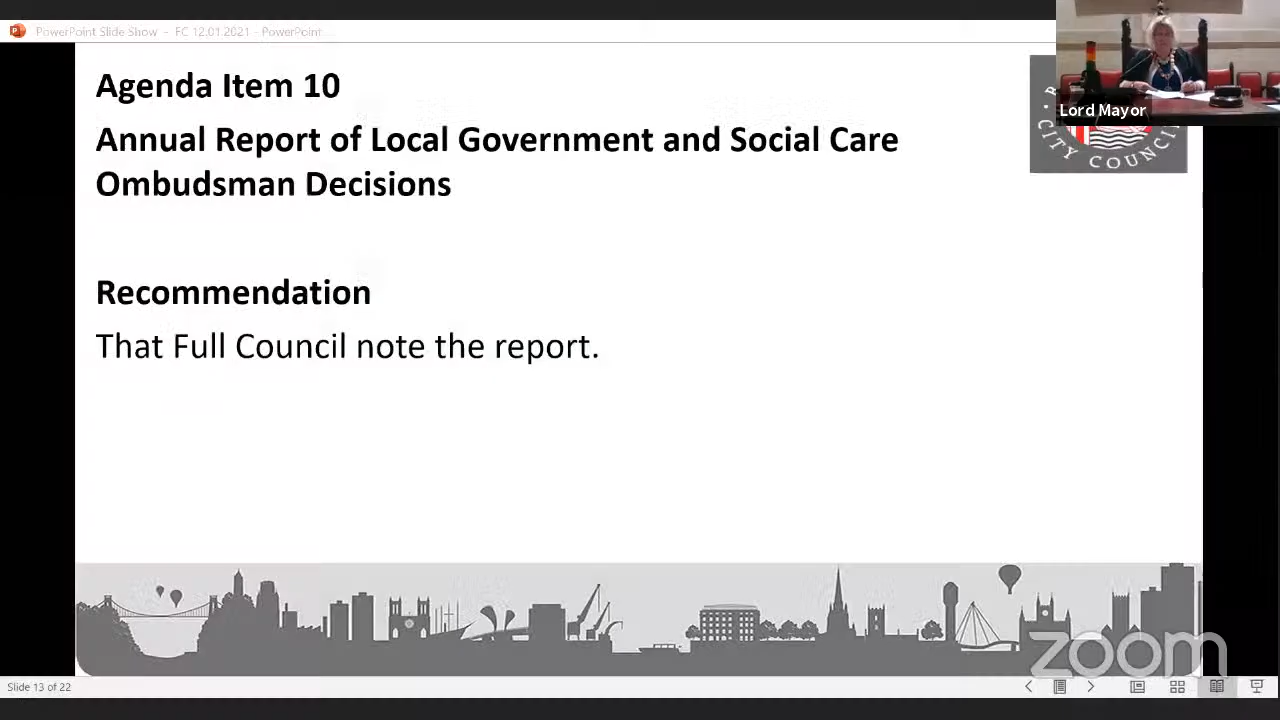 PowerPoint Slide Show - FC 12.01.2021 - PowerPoint...
Lord Mayor
CITY COUNCI
Agenda Item 10
Annual Report of Local Government and Social Care
Ombudsman Decisions
Recommendation
That Full Council note the report.
zoom
Slide 13 of 22